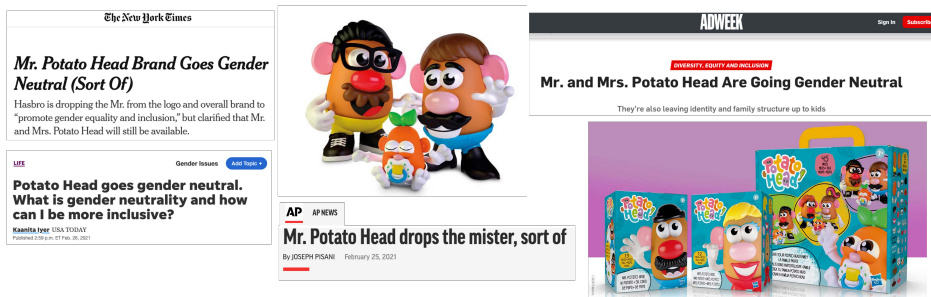 The New York Times
Mr. Potato Head Brand Goes Gender
Neutral (Sort Of)
Hasbro is dropping the Mr. from the logo and overall brand to
“promote gender equality and inclusion,” but clarified that Mr.
and Mrs. Potato Head will still be available.
LIFE
Gender Issues
Add Topic +
Potato Head goes gender neutral.
What is gender neutrality and how
can I be more inclusive?
Kaanita Iyer USA TODAY
Published 2:59 p.m. ET Feb. 26, 2021
AP AP NEWS
Mr. Potato Head drops the mister, sort of
By JOSEPH PISANI February 25, 2021
ADWEEK
Sign In
Subscribe
DIVERSITY, EQUITY AND INCLUSION
Mr. and Mrs. Potato Head Are Going Gender Neutral
They're also leaving identity and family structure up to kids
Potato
Head!
Potato
Head!
Potato
Head!